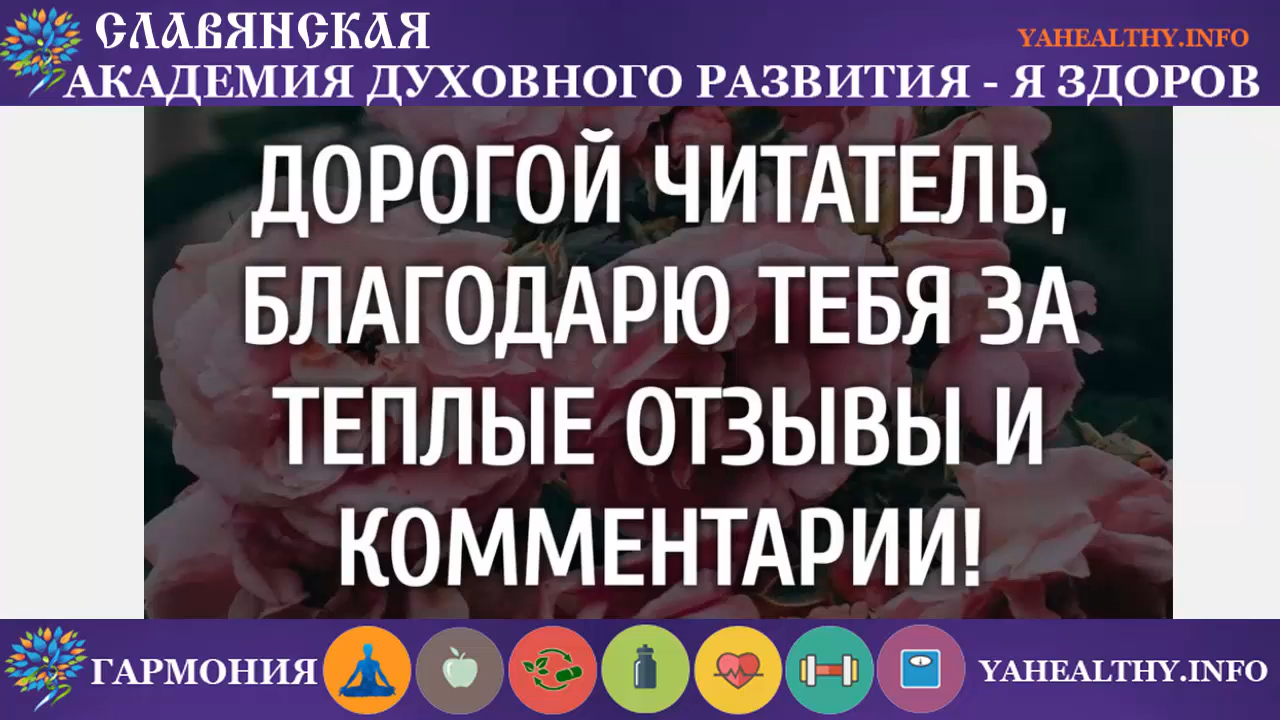 СЛАВЯНСКАЯ
YAHEALTHY.INFO
АКАДЕМИЯ ДУХОВНОГО РАЗВИТИЯ - Я ЗДОРОВ
ДОРОГОЙ ЧИТАТЕЛЬ,
БЛАГОДАРЮ ТЕБЯ ЗА
ТЕПЛЫЕ ОТЗЫВЫ И
КОММЕНТАРИИ!
ГАРМОНИЯ
YAHEALTHY.INFO